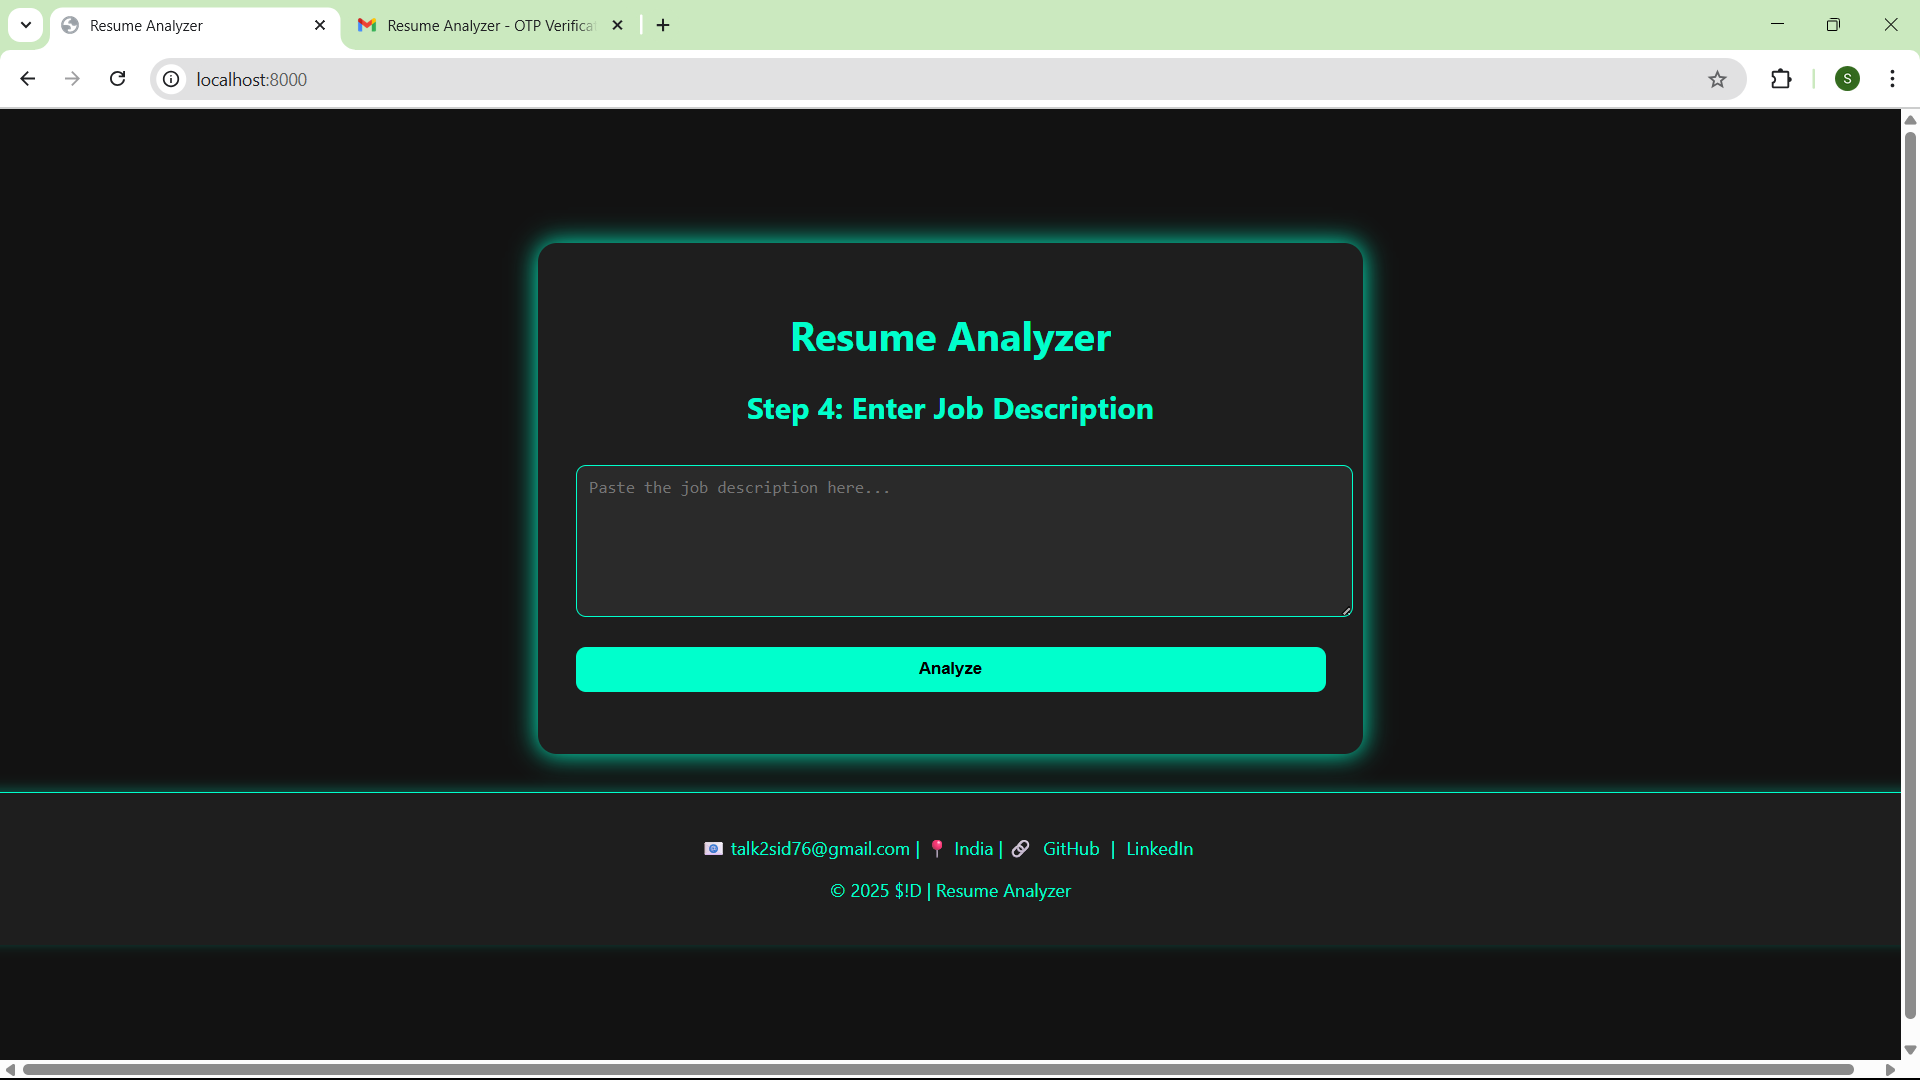 Resume Analyzer
Resume Analyzer - OTP Verifica
S
localhost:8000
Resume Analyzer
Step 4: Enter Job Description
Paste the job description here...
Analyze
📧 talk2sid76@gmail.com | 📍 India | 🔗 GitHub | LinkedIn
© 2025 $!D | Resume Analyzer